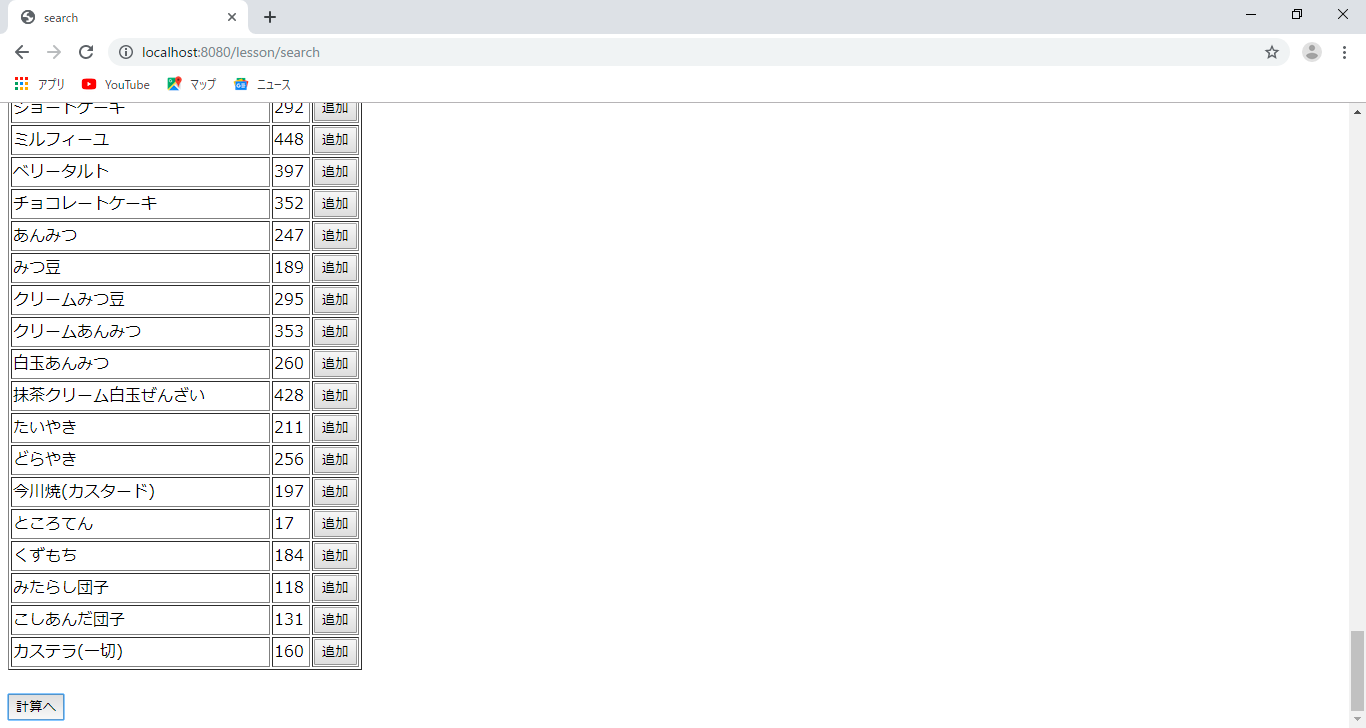 search
localhost:8080/lesson/search
アプリ YouTube マップ ニュース
ショートケーキ 292 追加
ミルフィーユ 448 追加
ベリータルト 397 追加
チョコレートケーキ 352 追加
あんみつ 247 追加
みつ豆 189 追加
クリームみつ豆 295 追加
クリームあんみつ 353 追加
白玉あんみつ 260 追加
抹茶クリーム白玉ぜんざい 428 追加
たいやき 211 追加
どらやき 256 追加
今川焼(カスタード) 197 追加
ところてん 17 追加
くずもち 184 追加
みたらし団子 118 追加
こしあんだ団子 131 追加
カステラ(一切) 160 追加
計算へ